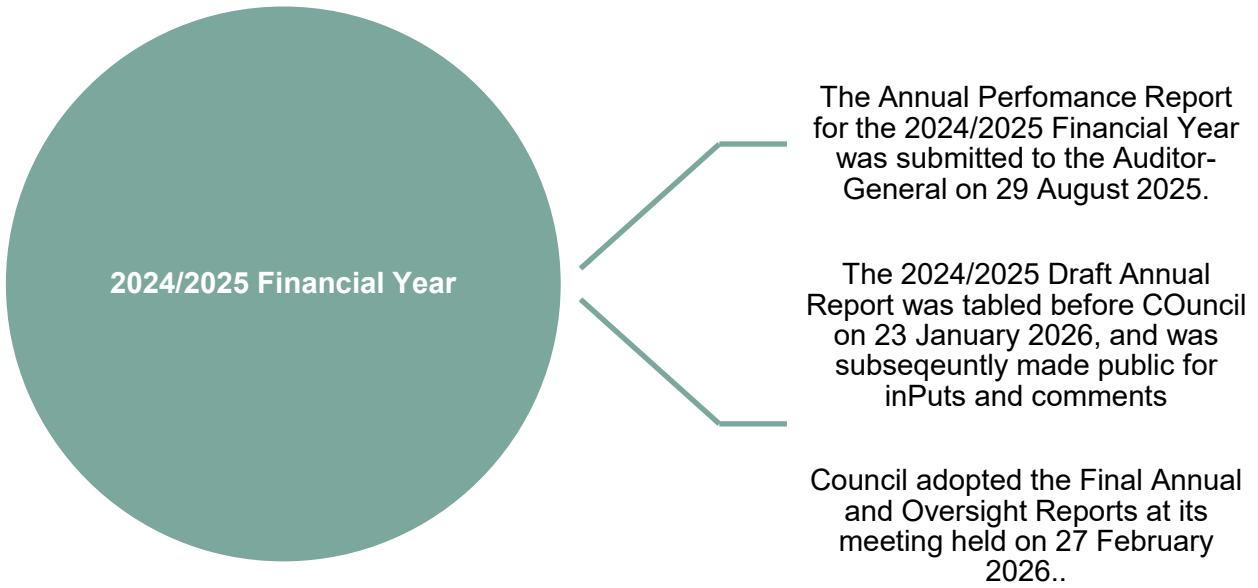 2024/2025 Financial Year
The Annual Perfomance Report
for the 2024/2025 Financial Year
was submitted to the Auditor-
General on 29 August 2025.
The 2024/2025 Draft Annual
Report was tabled before COuncil
on 23 January 2026, and was
subseqeuntly made public for
inPuts and comments
Council adopted the Final Annual
and Oversight Reports at its
meeting held on 27 February
2026..